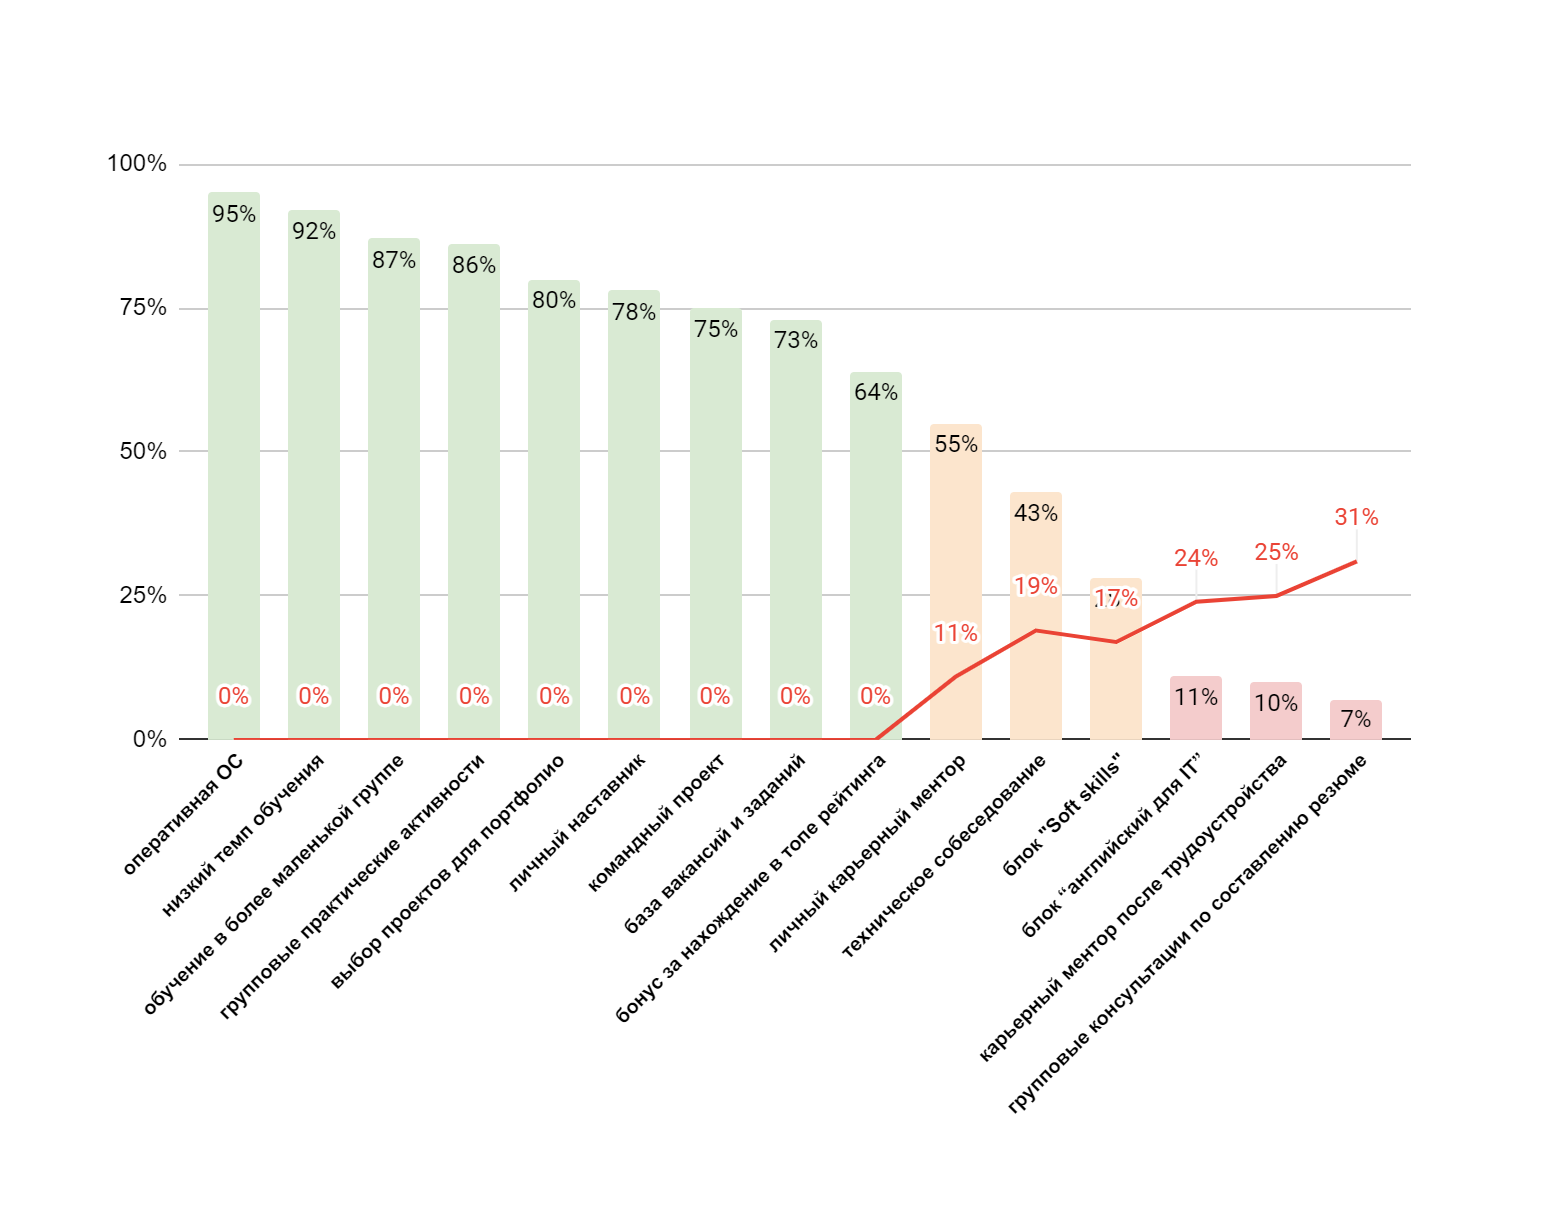 100%
75%
50%
25%
0%
95%
92%
87%
86%
80%
78%
75%
73%
64%
55%
43%
11%
10%
7%
0%
0%
0%
0%
0%
0%
0%
0%
0%
11%
19%
17%
24%
25%
31%
оперативная ОС
низкий темп обучения
обучение в более маленькой группе
групповые практические активности
выбор проектов для портфолио
личный наставник
командный проект
база вакансий и заданий
бонус за нахождение в топе рейтинга
личный карьерный ментор
техническое собеседование
блок "Soft skills"
блок “английский для IT”
карьерный ментор после трудоустройства
групповые консультации по составлению резюме